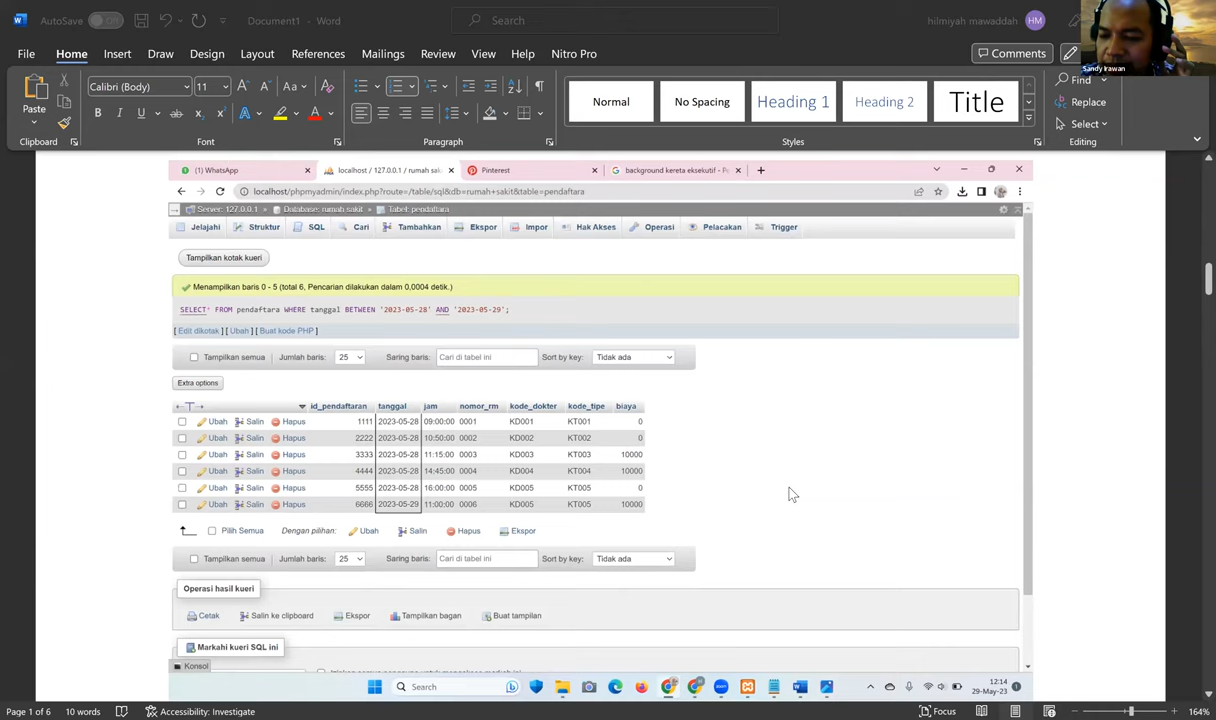 AutoSave Off Document1 - Word Search hilmiyah mawaddah HM
Sandy Irawan
File Home Insert Draw Design Layout References Mailings Review View Help Nitro Pro Comments
Paste
Calibri (Body) 11
Normal No Spacing Heading 1 Heading 2 Title
Find
Replace
Select
Clipboard Font Paragraph Styles Editing
(1) WhatsApp localhost / 127.0.0.1 / rumah sak Pinterest background kereta eksekutif - P
localhost/phpmyadmin/index.php?route=/table/sql&db=rumah+sakit&table=pendaftara
Server: 127.0.0.1 » Database: rumah sakit » Tabel: pendaftara
Jelajahi Struktur SQL Cari Tambahkan Ekspor Impor Hak Akses Operasi Pelacakan Trigger
Tampilkan kotak kueri
Menampilkan baris 0 - 5 (total 6, Pencarian dilakukan dalam 0,0004 detik.)
SELECT* FROM pendaftara WHERE tanggal BETWEEN '2023-05-28' AND '2023-05-29';
[ Edit dikotak ] [ Ubah ] [ Buat kode PHP ]
Tampilkan semua Jumlah baris: 25 Saring baris: Cari di tabel ini Sort by key: Tidak ada
Extra options
id_pendaftaran tanggal jam nomor_rm kode_dokter kode_tipe biaya
Ubah Salin Hapus 1111 2023-05-28 09:00:00 0001 KD001 KT001 0
Ubah Salin Hapus 2222 2023-05-28 10:50:00 0002 KD002 KT002 0
Ubah Salin Hapus 3333 2023-05-28 11:15:00 0003 KD003 KT003 10000
Ubah Salin Hapus 4444 2023-05-28 14:45:00 0004 KD004 KT004 10000
Ubah Salin Hapus 5555 2023-05-28 16:00:00 0005 KD005 KT005 0
Ubah Salin Hapus 6666 2023-05-29 11:00:00 0006 KD005 KT005 10000
Pilih Semua Dengan pilihan: Ubah Salin Hapus Ekspor
Tampilkan semua Jumlah baris: 25 Saring baris: Cari di tabel ini Sort by key: Tidak ada
Operasi hasil kueri
Cetak Salin ke clipboard Ekspor Tampilkan bagan Buat tampilan
Markahi kueri SQL ini
Konsol
Search
12:14
29-May-23
Page 1 of 6 10 words Accessibility: Investigate Focus 164%